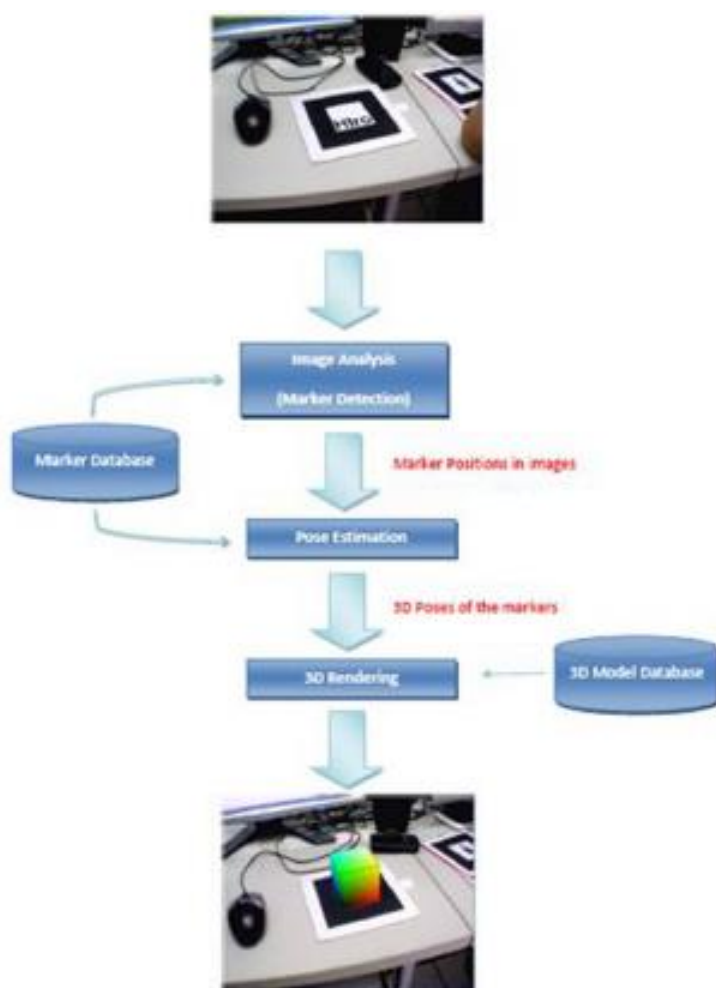 Hiro
Image Analysis
(Marker Detection)
Marker Database
Marker Positions in images
Pose Estimation
3D Poses of the markers
3D Rendering
3D Model Database